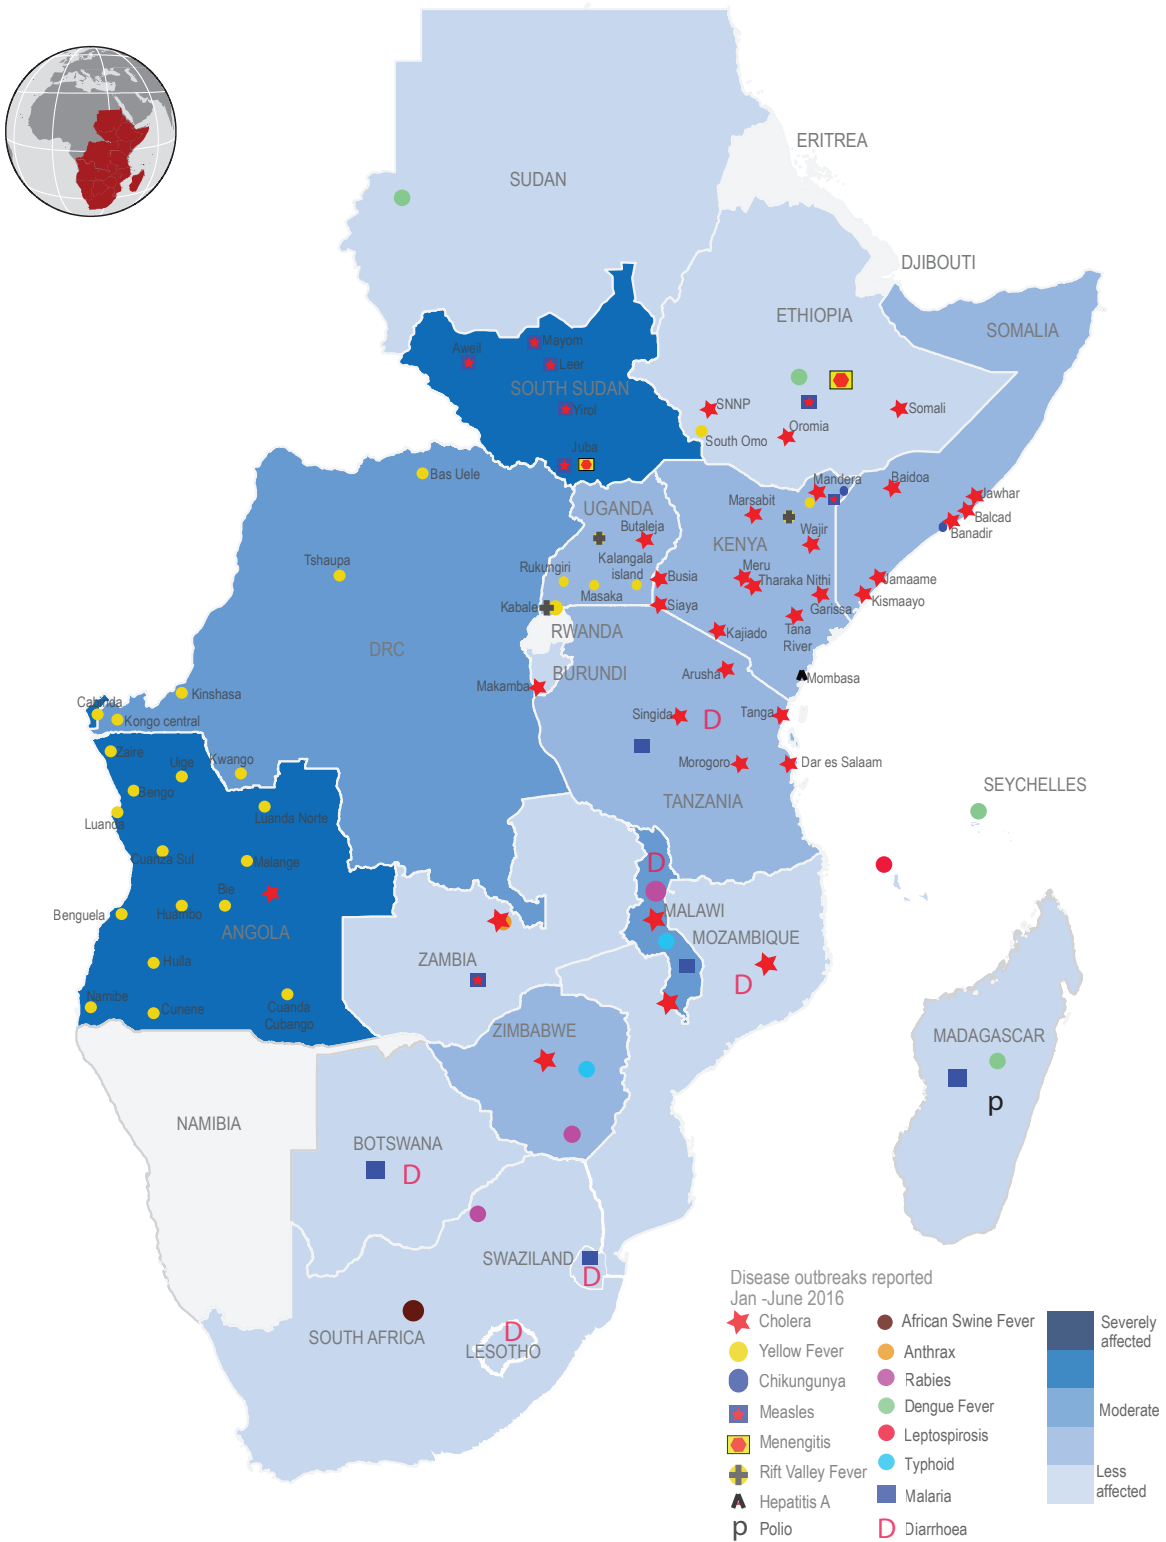 ERITREA
SUDAN
DJIBOUTI
ETHIOPIA
SOMALIA
Mayom
Aweil
Leer
SOUTH SUDAN
Yirol
SNNP
Somali
Oromia
South Omo
Juba
Bas Uele
Mandera
Baidoa
Jawhar
Marsabit
UGANDA
Balcad
Butaleja
Wajir
Banadir
KENYA
Tshaupa
Kalangala
island
Rukungiri
Meru
Busia
Tharaka Nithi
Jamaame
Masaka
Kismaayo
Kabale
Siaya
Garissa
RWANDA
Kajiado
Tana
River
DRC
BURUNDI
Arusha
Mombasa
Makamba
Kinshasa
Cabinda
Kongo central
Singida
D
Tanga
Zaire
Uige
Kwango
Morogoro
Dar es Salaam
Bengo
SEYCHELLES
TANZANIA
Luanda
Luanda Norte
Cuanza Sul
Malange
D
Bie
Benguela
Huambo
MALAWI
ANGOLA
MOZAMBIQUE
ZAMBIA
Huila
D
Namibe
Cunene
Cuanda
Cubango
ZIMBABWE
MADAGASCAR
p
NAMIBIA
BOTSWANA
D
SWAZILAND
D
SOUTH AFRICA
D
LESOTHO
Disease outbreaks reported
Jan -June 2016
Cholera
Yellow Fever
Chikungunya
Measles
Menengitis
Rift Valley Fever
Hepatitis A
p Polio
African Swine Fever
Anthrax
Rabies
Dengue Fever
Leptospirosis
Typhoid
Malaria
D Diarrhoea
Severely
affected
Moderate
Less
affected